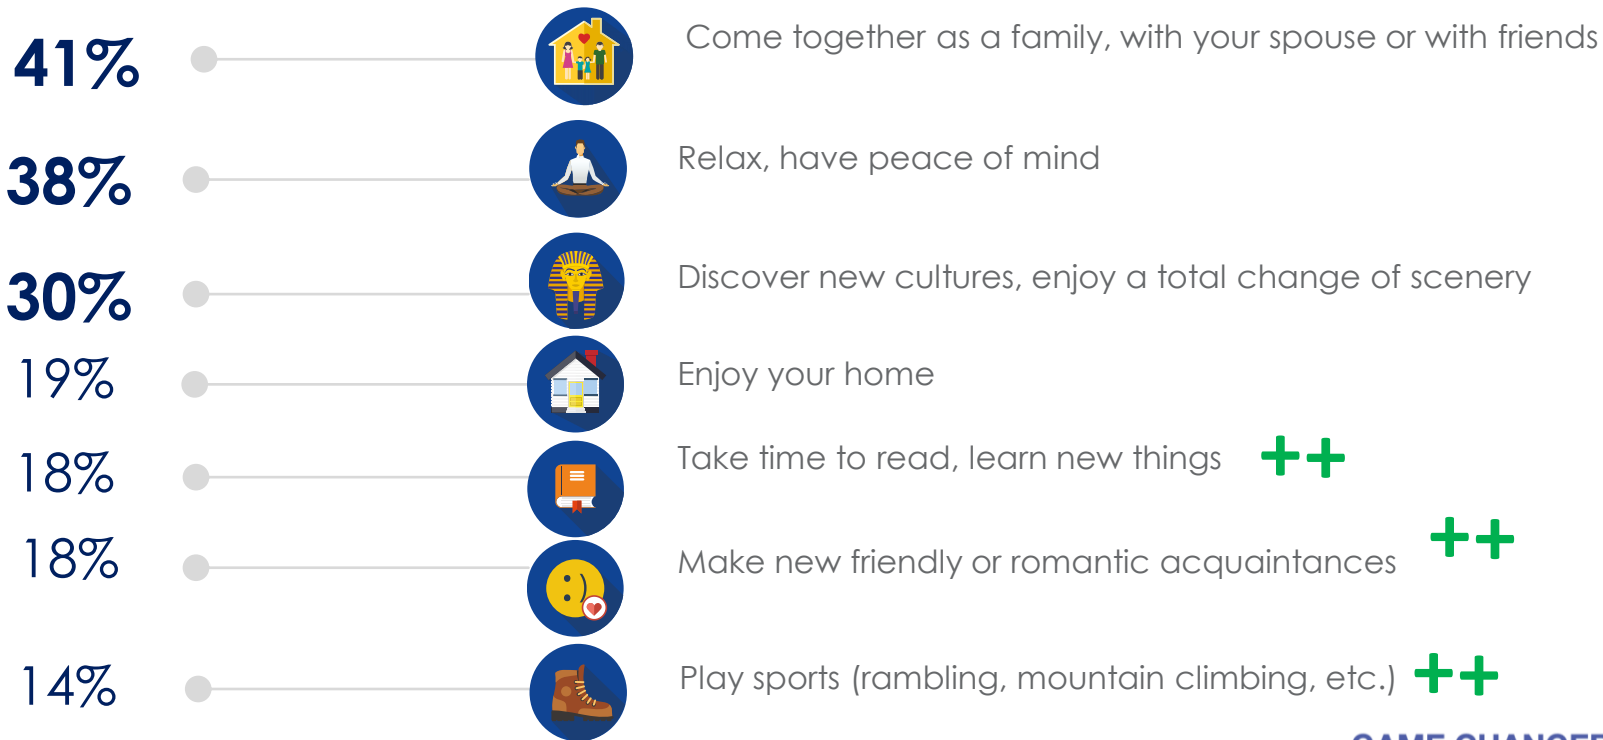 41% Come together as a family, with your spouse or with friends
38% Relax, have peace of mind
30% Discover new cultures, enjoy a total change of scenery
19% Enjoy your home
18% Take time to read, learn new things ++
18% Make new friendly or romantic acquaintances ++
14% Play sports (rambling, mountain climbing, etc.) ++